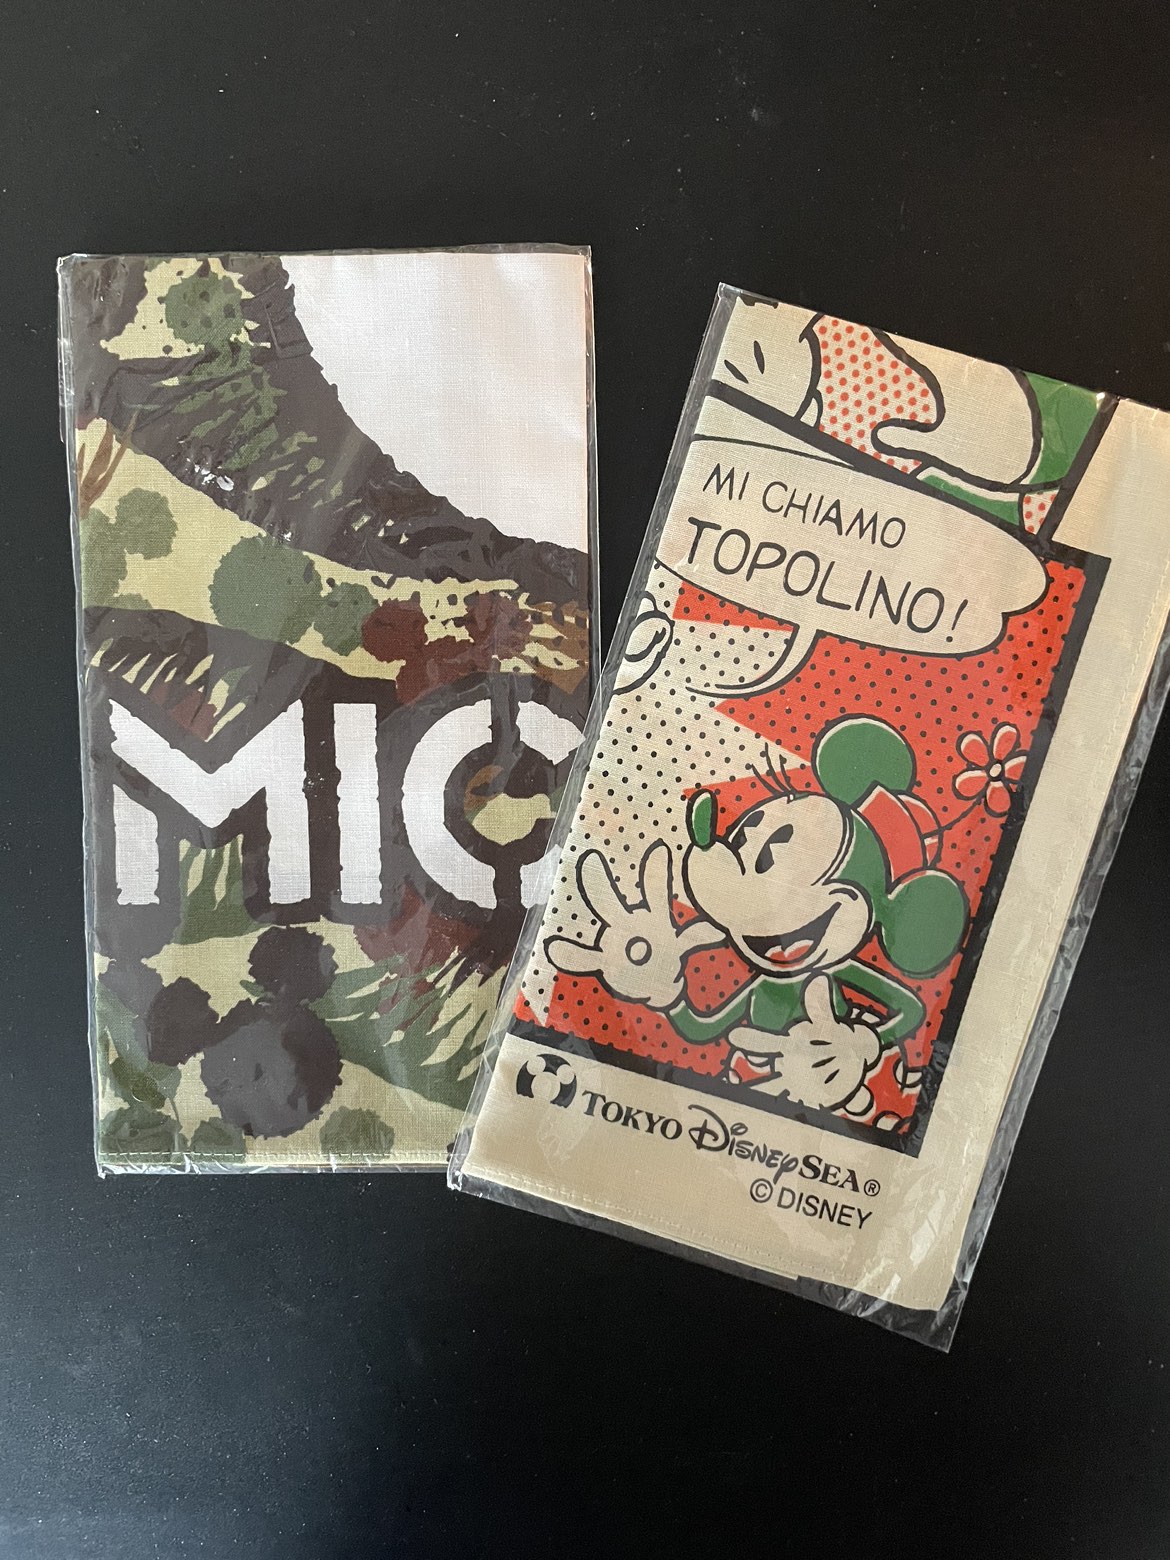 MIC
MI CHIAMO
TOPOLINO!
TOKYO DISNEYSEA®
© DISNEY